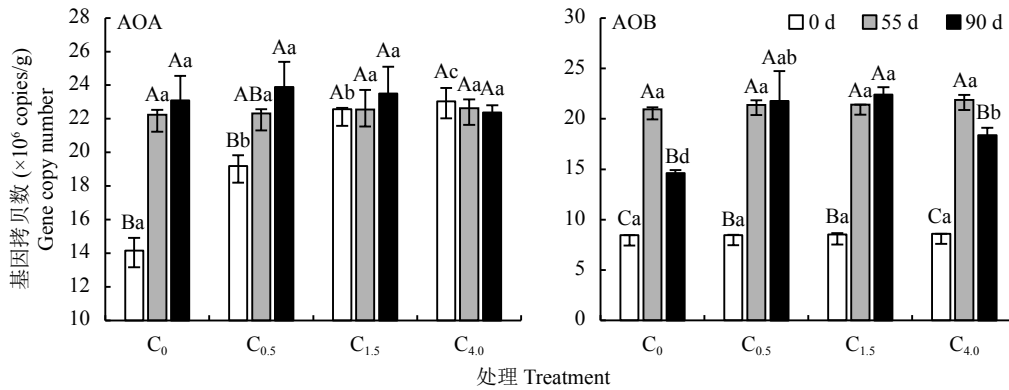 AOA
28
26
24
22
20
18
16
14
12
10
基因拷贝数 (×10⁶ copies/g)
Gene copy number
Ba
Aa
Aa
Bb
ABa
Aa
Ab
Aa
Aa
Ac
Aa
Aa
C₀
C₀.₅
C₁.₅
C₄.₀
AOB
0 d
55 d
90 d
30
25
20
15
10
5
0
Ca
Aa
Bd
Ba
Aa
Aab
Ba
Aa
Aa
Ca
Aa
Bb
C₀
C₀.₅
C₁.₅
C₄.₀
处理 Treatment